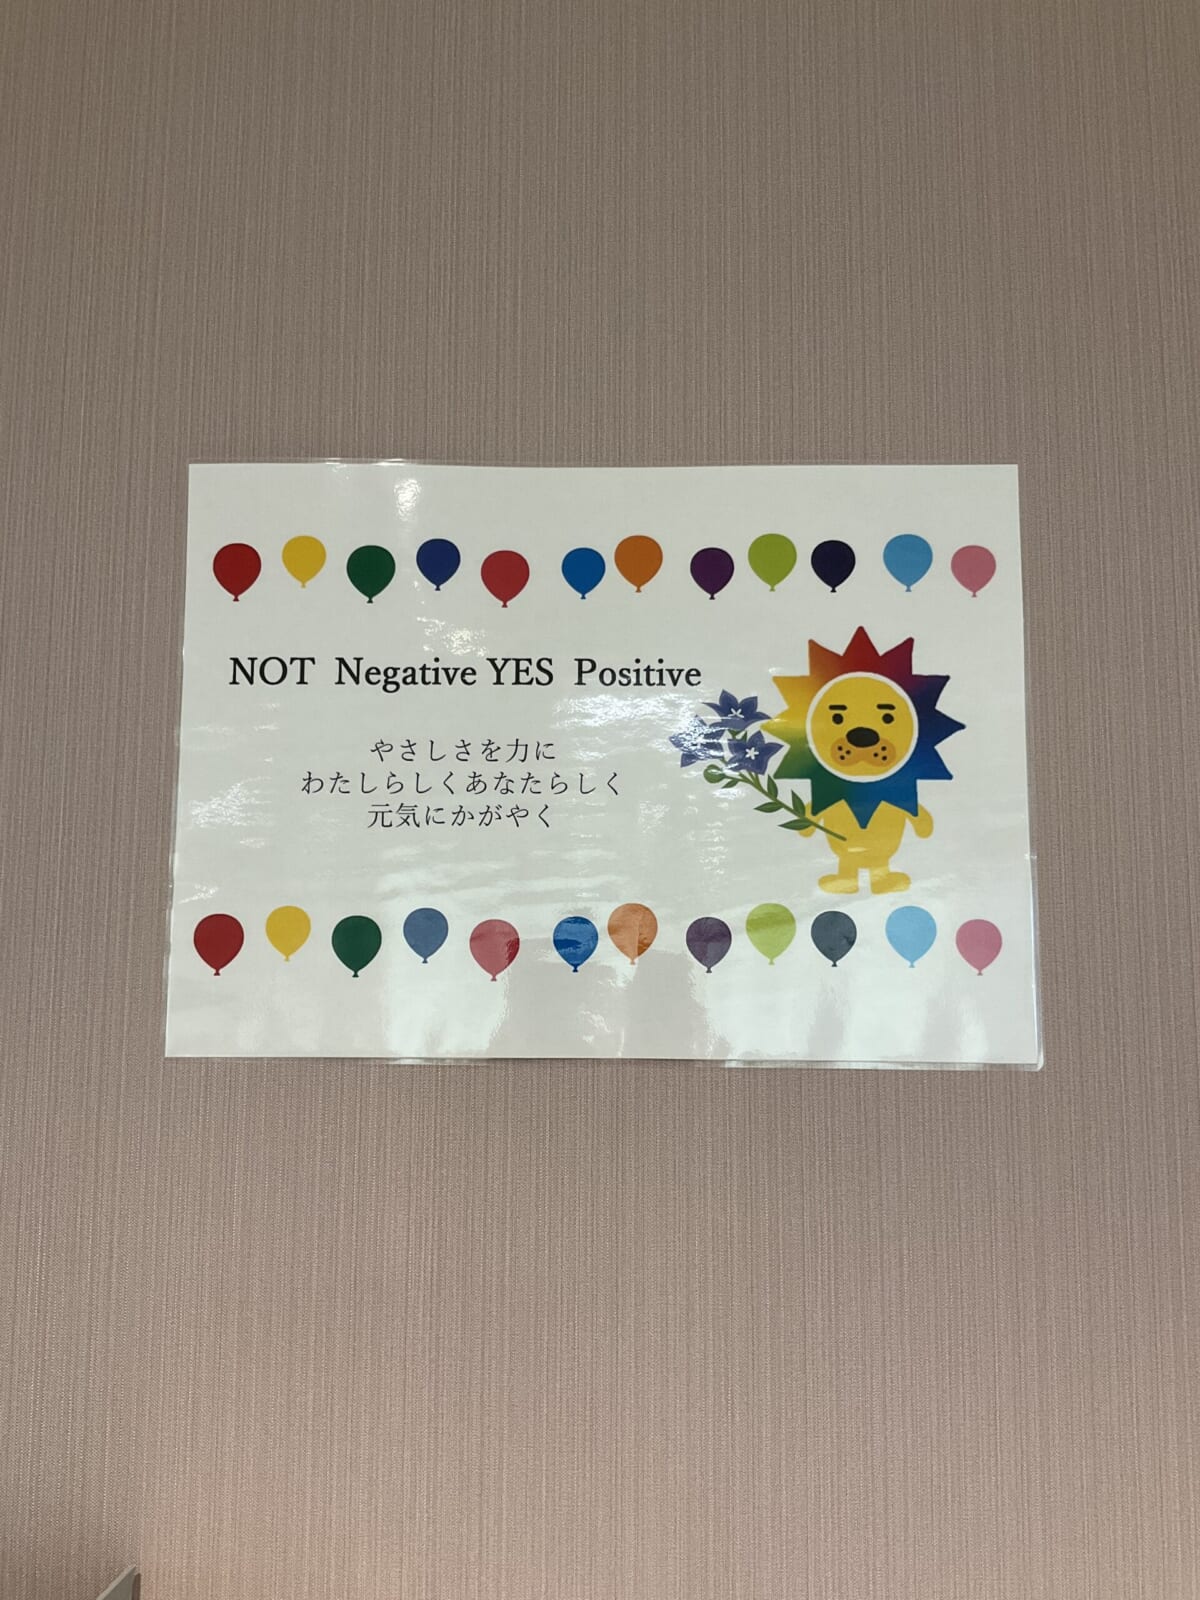 NOT Negative YES Positive
やさしさを力に
わたしらしくあなたらしく
元気にかがやく